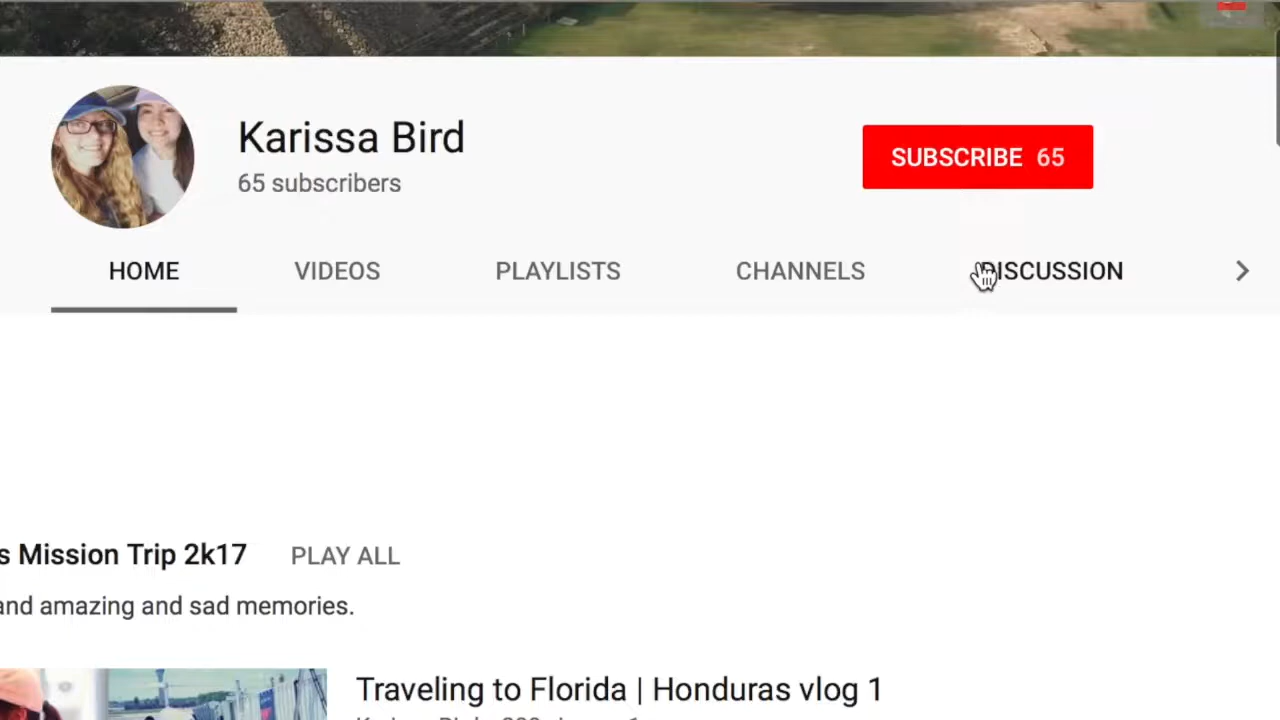 Karissa Bird
65 subscribers
SUBSCRIBE 65
HOME VIDEOS PLAYLISTS CHANNELS DISCUSSION
s Mission Trip 2k17 PLAY ALL
and amazing and sad memories.
Traveling to Florida | Honduras vlog 1